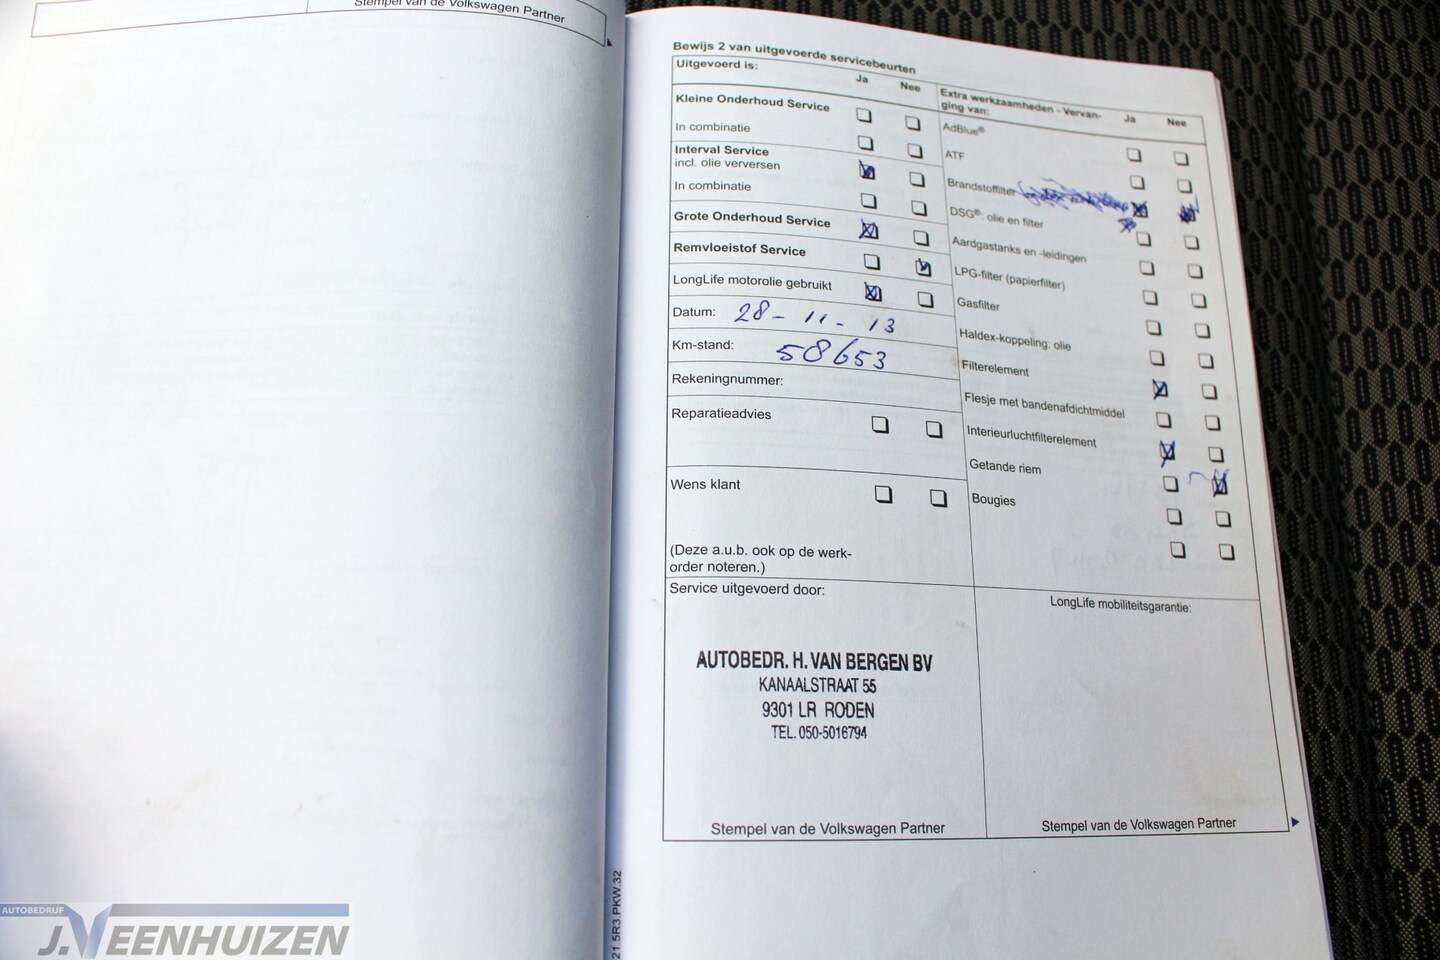 Stempel van de Volkswagen Partner
Bewijs 2 van uitgevoerde servicebeurten
Uitgevoerd is:
Ja
Nee
Kleine Onderhoud Service
In combinatie
Interval Service
incl. olie verversen
In combinatie
Grote Onderhoud Service
Remvloeistof Service
LongLife motorolie gebruikt
Datum: 28-11-13
Km-stand: 58653
Rekeningnummer:
Reparatieadvies
Wens klant
(Deze a.u.b. ook op de werk-
order noteren.)
Extra werkzaamheden - Vervan-
ging van:
Ja
Nee
AdBlue®
ATF
Brandstoffilter
DSG®: olie en filter
Aardgastanks en -leidingen
LPG-filter (papierfilter)
Gasfilter
Haldex-koppeling: olie
Filterelement
Flesje met bandenafdichtmiddel
Interieurluchtfilterelement
Getande riem
Bougies
Service uitgevoerd door:
AUTOBEDR. H. VAN BERGEN BV
KANAALSTRAAT 55
9301 LR RODEN
TEL. 050-5016794
Stempel van de Volkswagen Partner
LongLife mobiliteitsgarantie:
Stempel van de Volkswagen Partner
21.5R3.PKW.32
AUTOBEDRIJF
J.VEENHUIZEN